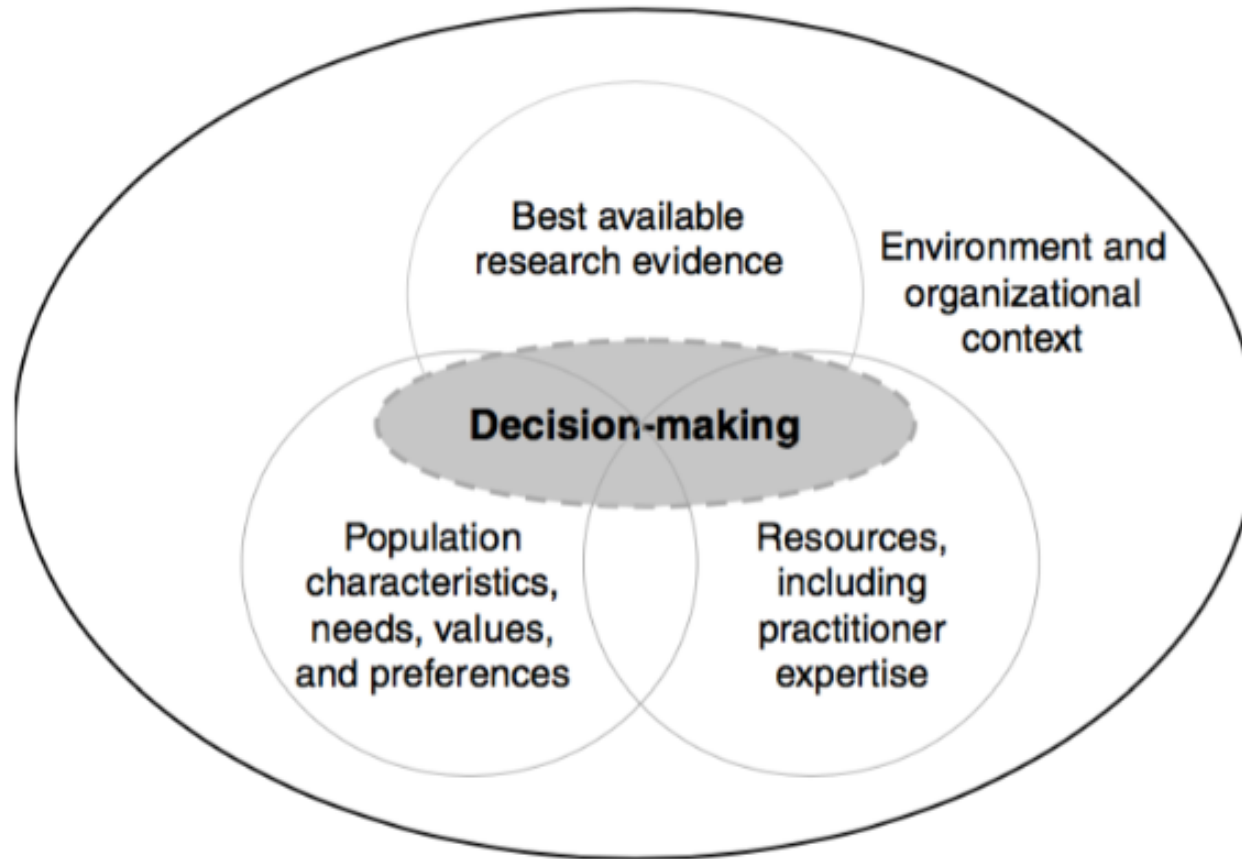 Best available
research evidence
Environment and
organizational
context
Decision-making
Population
characteristics,
needs, values,
and preferences
Resources,
including
practitioner
expertise